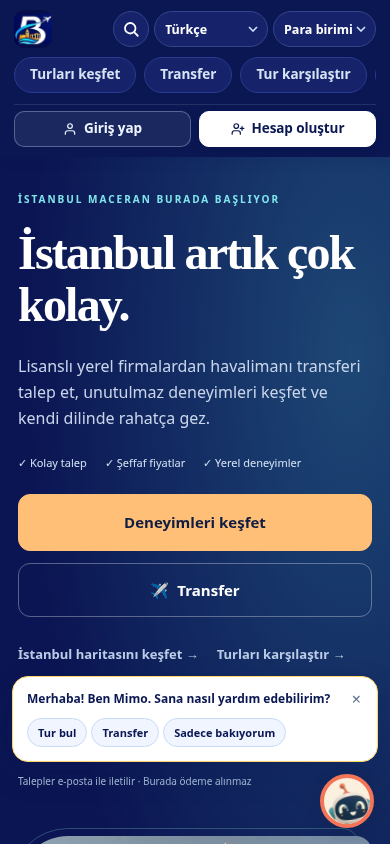 B
Türkçe
Para birimi
Turları keşfet
Transfer
Tur karşılaştır
Giriş yap
Hesap oluştur
İSTANBUL MACERAN BURADA BAŞLIYOR
İstanbul artık çok
kolay.
Lisanslı yerel firmalardan havalimanı transferi
talep et, unutulmaz deneyimleri keşfet ve
kendi dilinde rahatça gez.
✓ Kolay talep ✓ Şeffaf fiyatlar ✓ Yerel deneyimler
Deneyimleri keşfet
✈️ Transfer
İstanbul haritasını keşfet → Turları karşılaştır →
Merhaba! Ben Mimo. Sana nasıl yardım edebilirim? ×
Tur bul
Transfer
Sadece bakıyorum
Talepler e-posta ile iletilir · Burada ödeme alınmaz